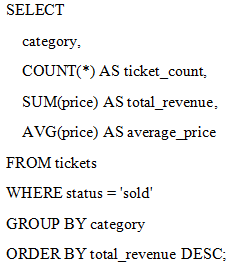 SELECT
category,
COUNT(*) AS ticket_count,
SUM(price) AS total_revenue,
AVG(price) AS average_price
FROM tickets
WHERE status = 'sold'
GROUP BY category
ORDER BY total_revenue DESC;